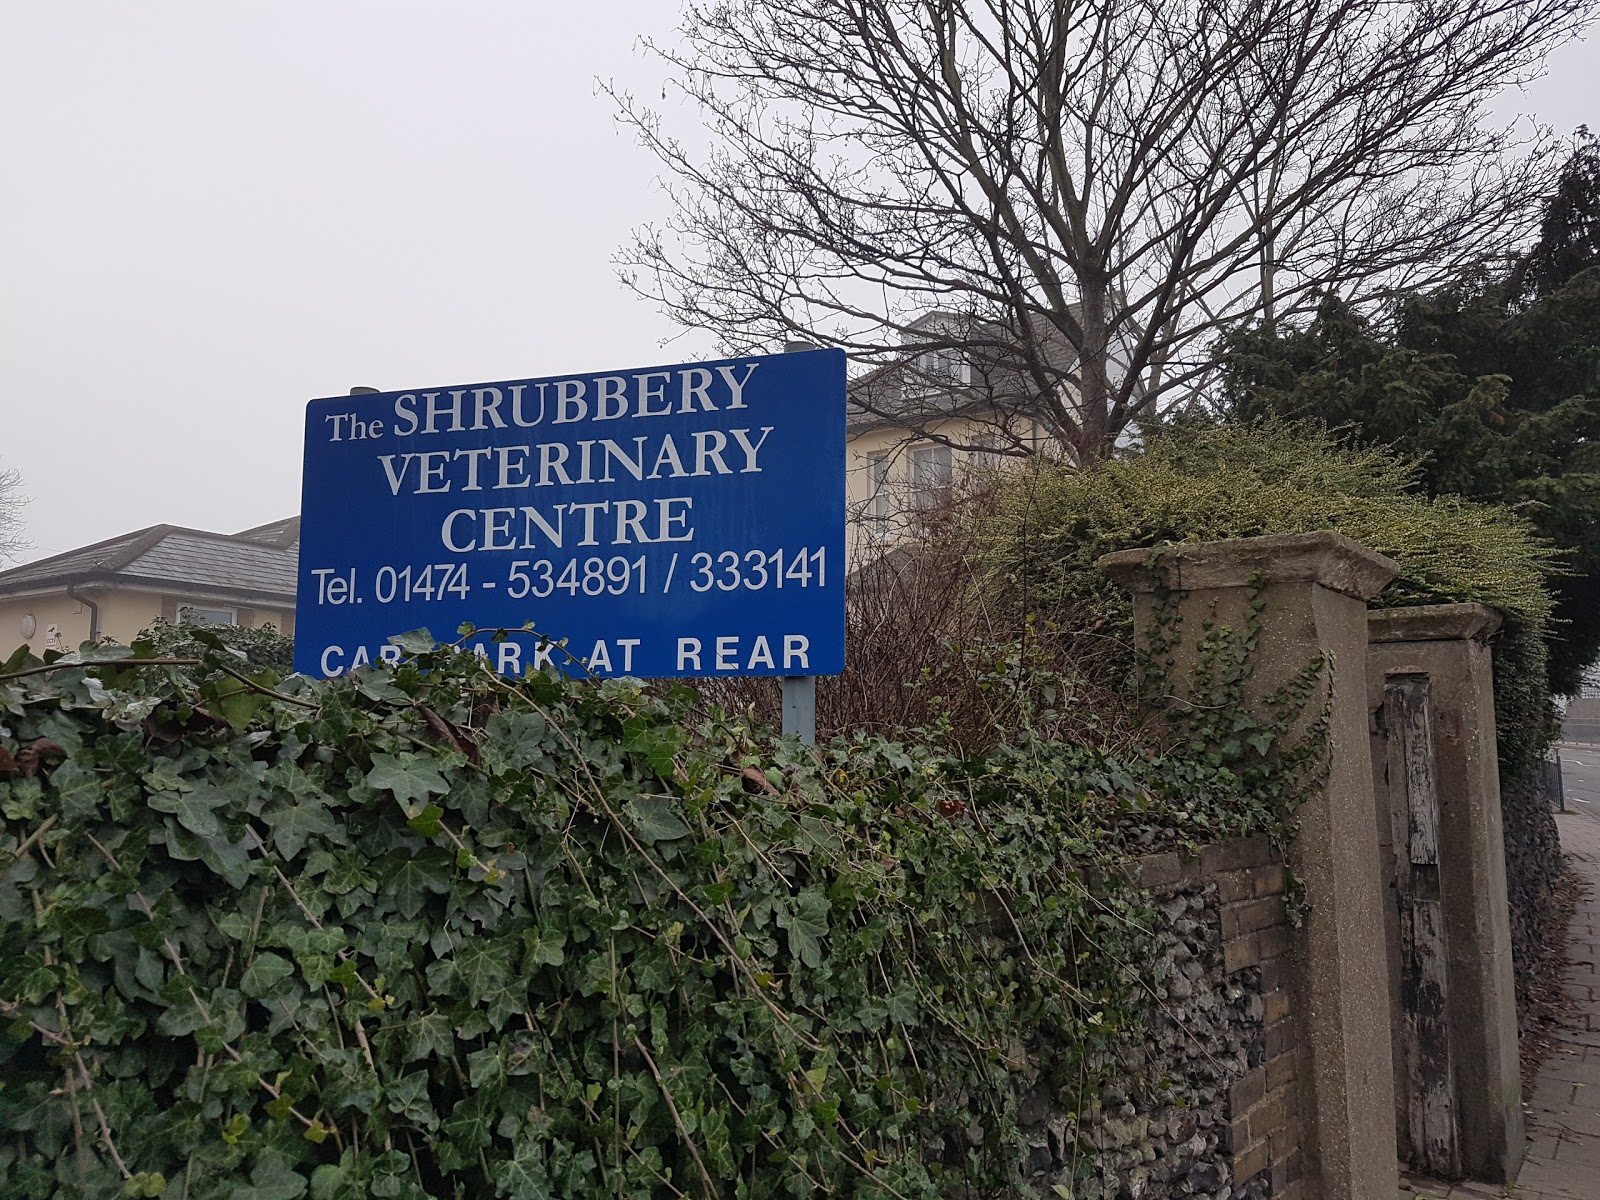 The SHRUBBERY
VETERINARY
CENTRE
Tel. 01474 - 534891 / 333141
CAR PARK AT REAR